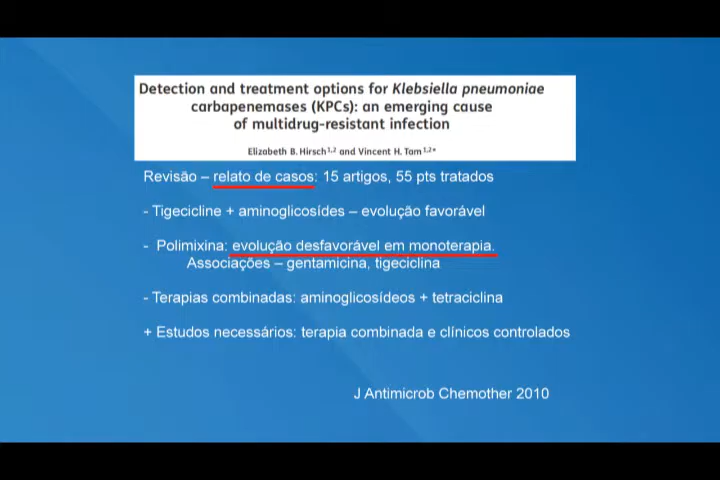 Detection and treatment options for Klebsiella pneumoniae
carbapenemases (KPCs): an emerging cause
of multidrug-resistant infection
Elizabeth B. Hirsch1,2 and Vincent H. Tam1,2*
Revisão – relato de casos: 15 artigos, 55 pts tratados
- Tigecicline + aminoglicosídes – evolução favorável
- Polimixina: evolução desfavorável em monoterapia.
Associações – gentamicina, tigeciclina
- Terapias combinadas: aminoglicosídeos + tetraciclina
+ Estudos necessários: terapia combinada e clínicos controlados
J Antimicrob Chemother 2010